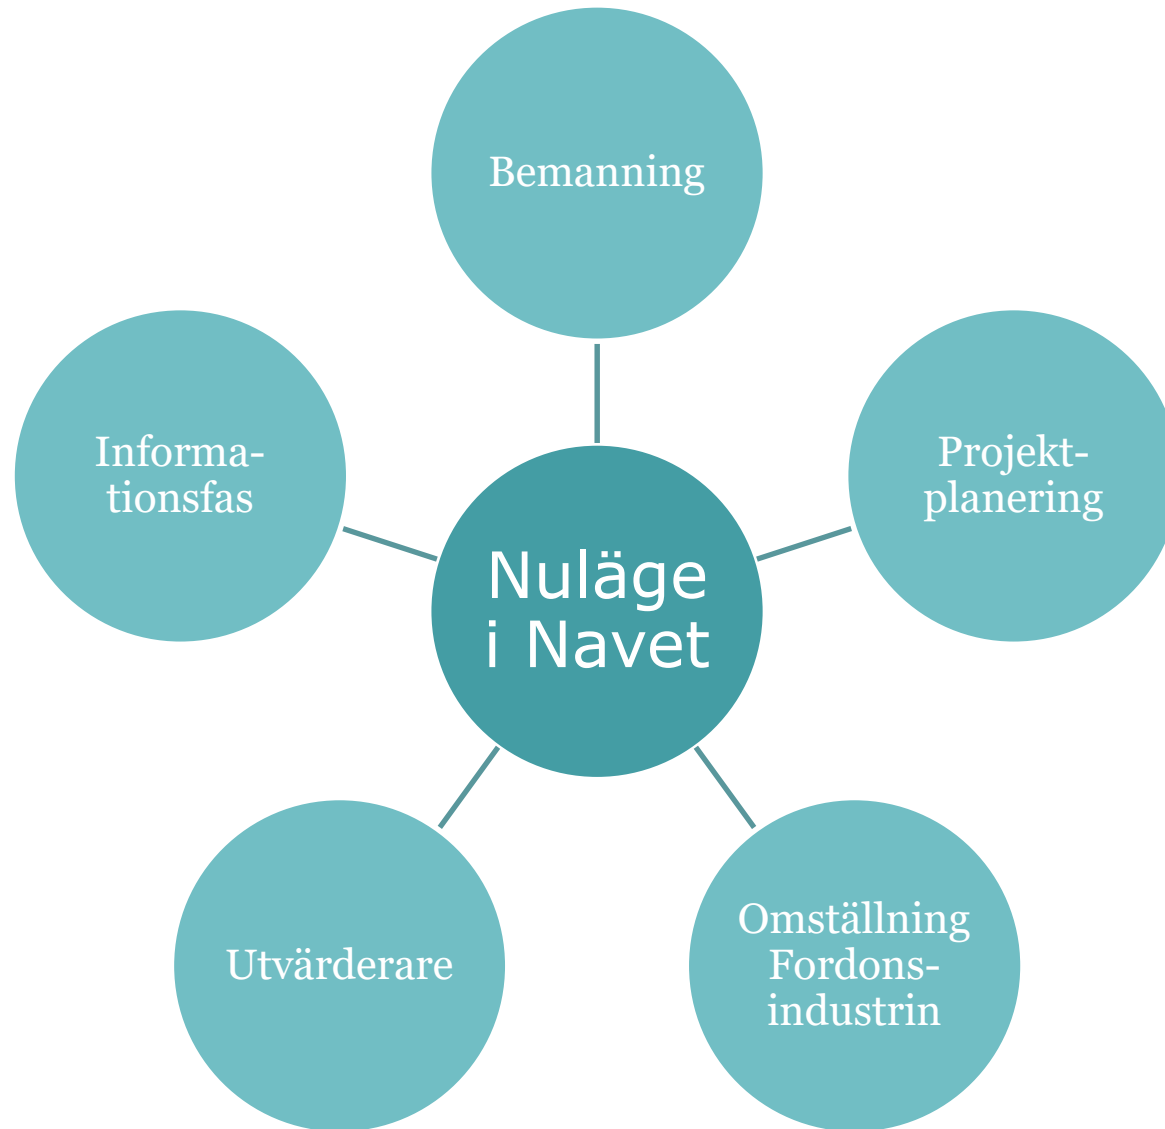 Bemanning
Informa-
tionsfas
Projekt-
planering
Nuläge
i Navet
Utvärderare
Omställning
Fordons-
industrin